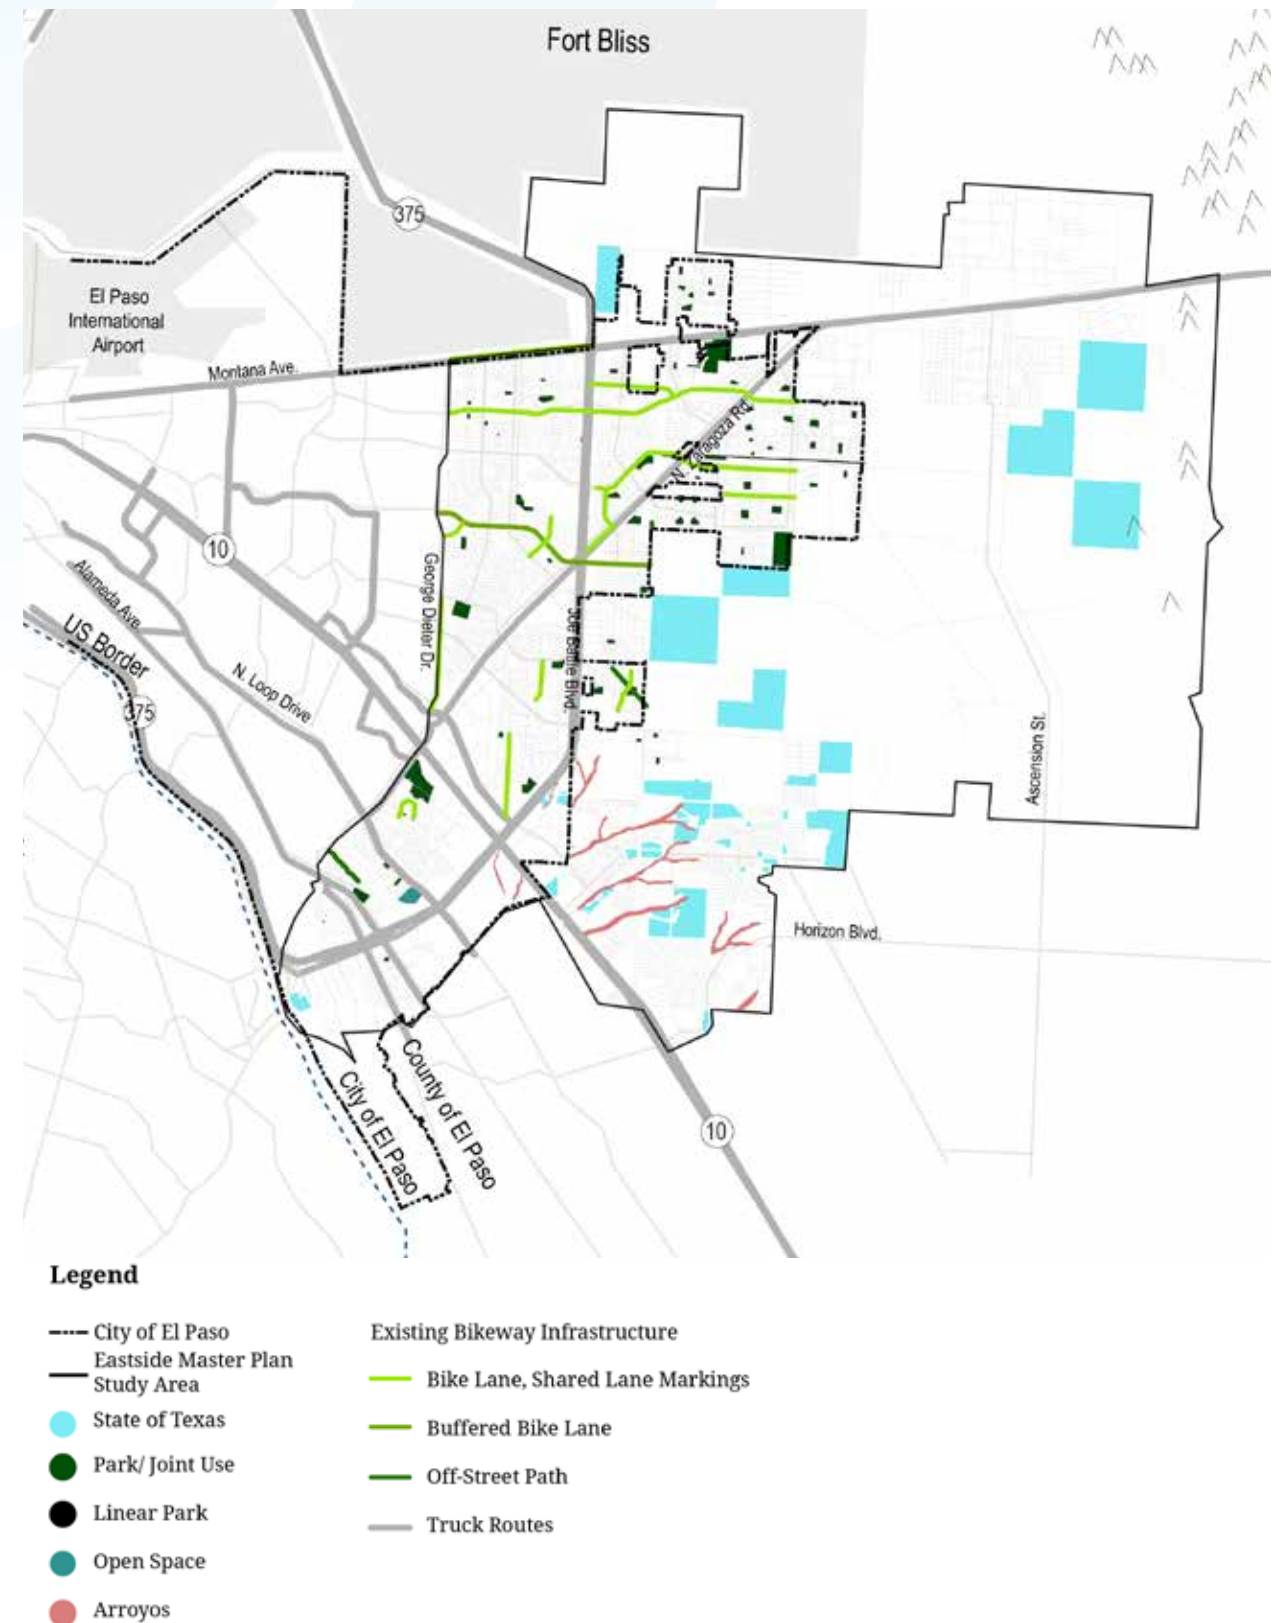 Fort Bliss
375
El Paso
International
Airport
Montana Ave.
N. Zaragoza Rd.
10
George Dieter Dr.
Joe Battle Blvd.
Alameda Ave.
US Border
N. Loop Drive
375
Ascension St.
Horizon Blvd.
County of El Paso
City of El Paso
10
Legend
City of El Paso
Eastside Master Plan
Study Area
State of Texas
Park/ Joint Use
Linear Park
Open Space
Arroyos
Existing Bikeway Infrastructure
Bike Lane, Shared Lane Markings
Buffered Bike Lane
Off-Street Path
Truck Routes